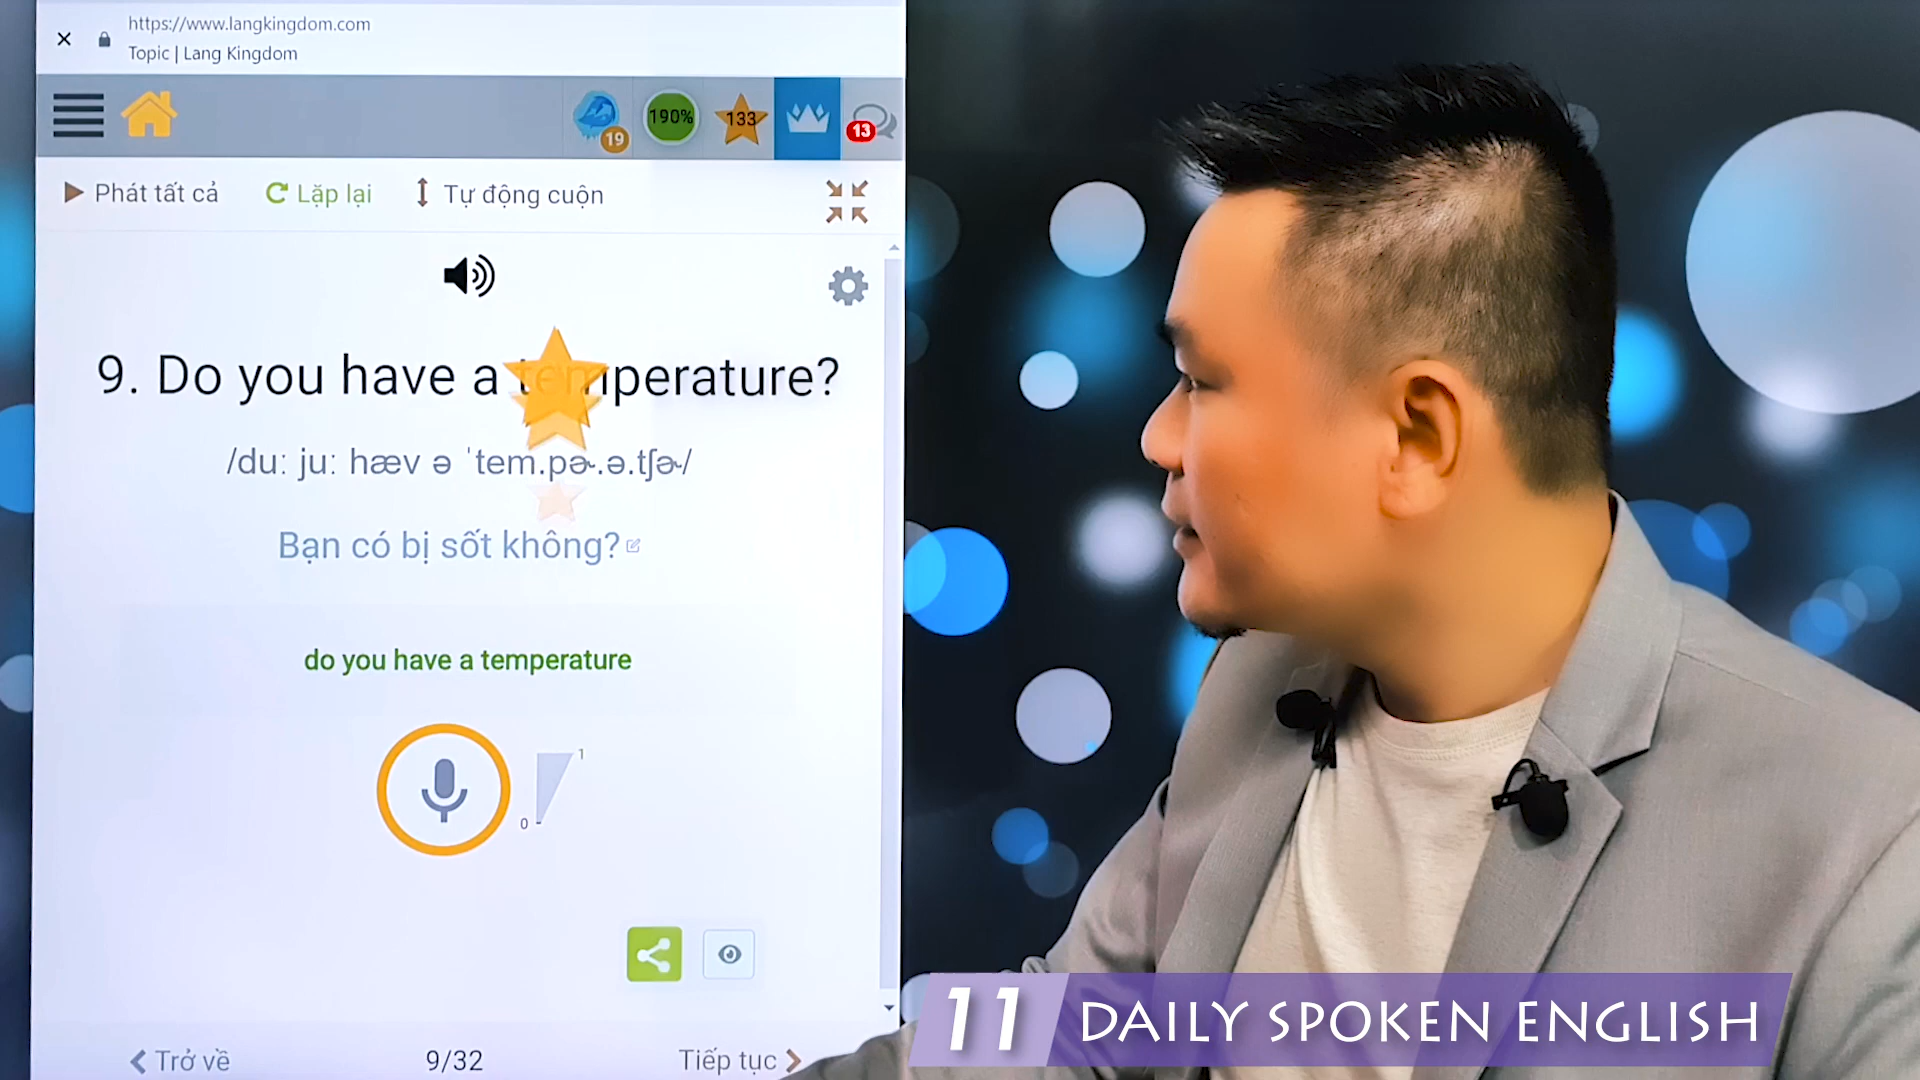 https://www.langkingdom.com
Topic | Lang Kingdom
19
190%
133
13
Phát tất cả
Lặp lại
Tự động cuộn
9. Do you have a temperature?
/duː juː hæv ə ˈtem.pɚ.ə.tʃɚ/
Bạn có bị sốt không?
do you have a temperature
1
0
Trở về
9/32
Tiếp tục
11 DAILY SPOKEN ENGLISH